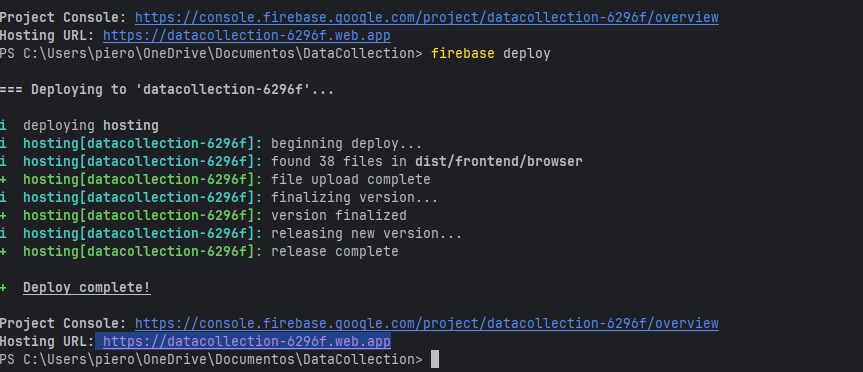 Project Console: https://console.firebase.google.com/project/datacollection-6296f/overview
Hosting URL: https://datacollection-6296f.web.app
PS C:\Users\piero\OneDrive\Documentos\DataCollection> firebase deploy
=== Deploying to 'datacollection-6296f'...
i  deploying hosting
i  hosting[datacollection-6296f]: beginning deploy...
i  hosting[datacollection-6296f]: found 38 files in dist/frontend/browser
+  hosting[datacollection-6296f]: file upload complete
i  hosting[datacollection-6296f]: finalizing version...
+  hosting[datacollection-6296f]: version finalized
i  hosting[datacollection-6296f]: releasing new version...
+  hosting[datacollection-6296f]: release complete
+  Deploy complete!
Project Console: https://console.firebase.google.com/project/datacollection-6296f/overview
Hosting URL: https://datacollection-6296f.web.app
PS C:\Users\piero\OneDrive\Documentos\DataCollection>